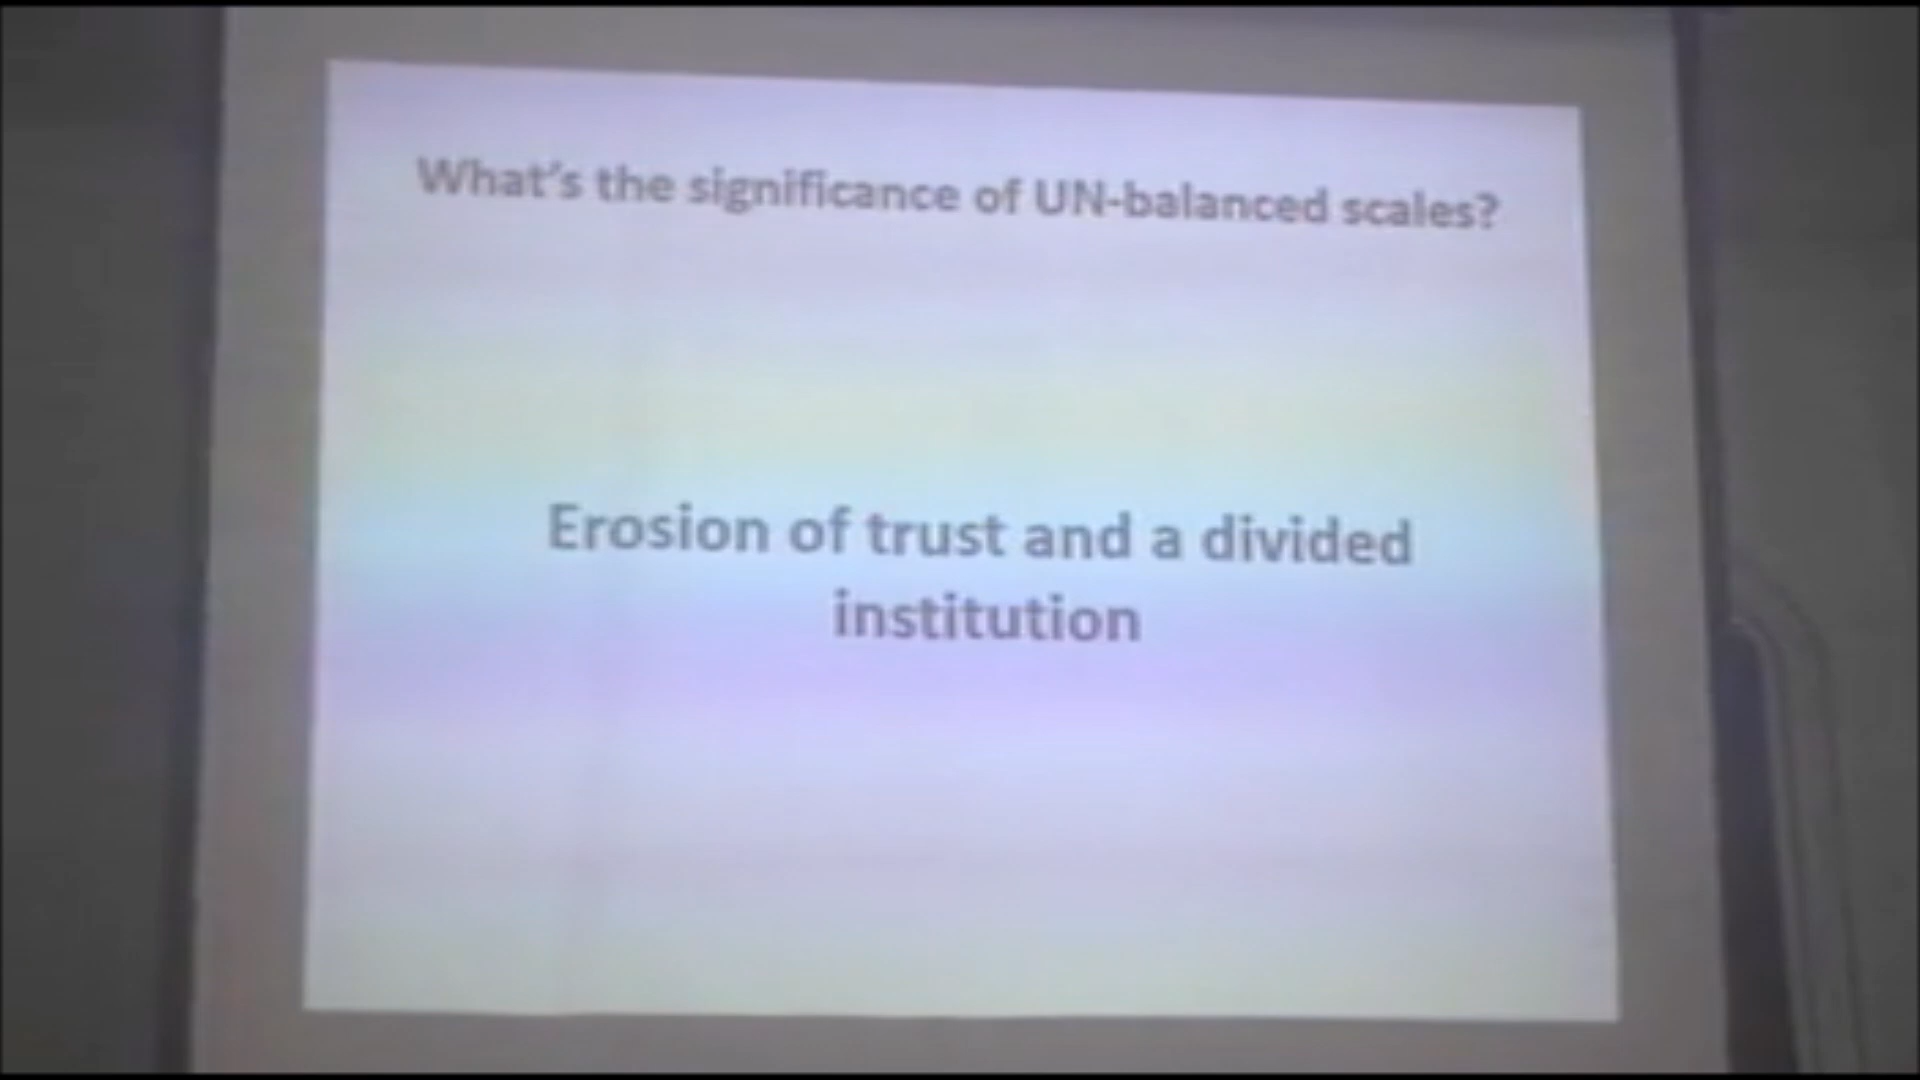 What's the significance of UN-balanced scales?
Erosion of trust and a divided
institution